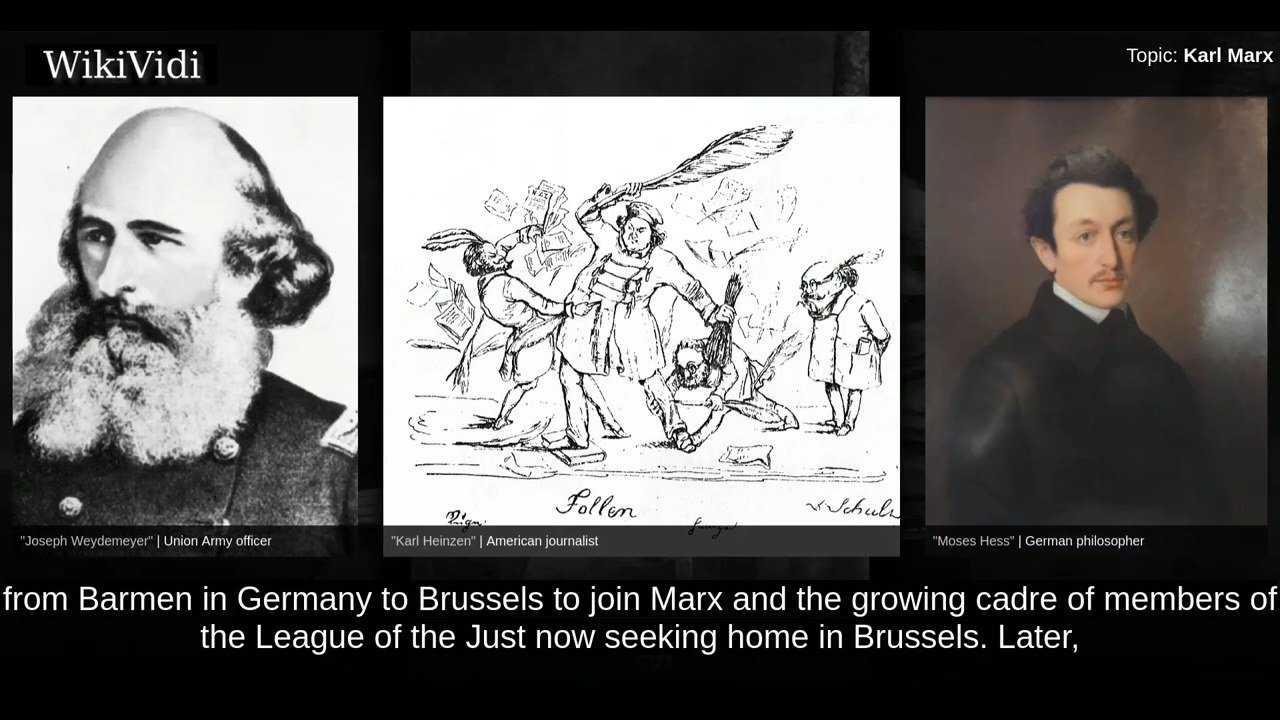 WikiVidi
Topic: Karl Marx
Follen
"Joseph Weydemeyer" | Union Army officer
"Karl Heinzen" | American journalist
"Moses Hess" | German philosopher
from Barmen in Germany to Brussels to join Marx and the growing cadre of members of
the League of the Just now seeking home in Brussels. Later,